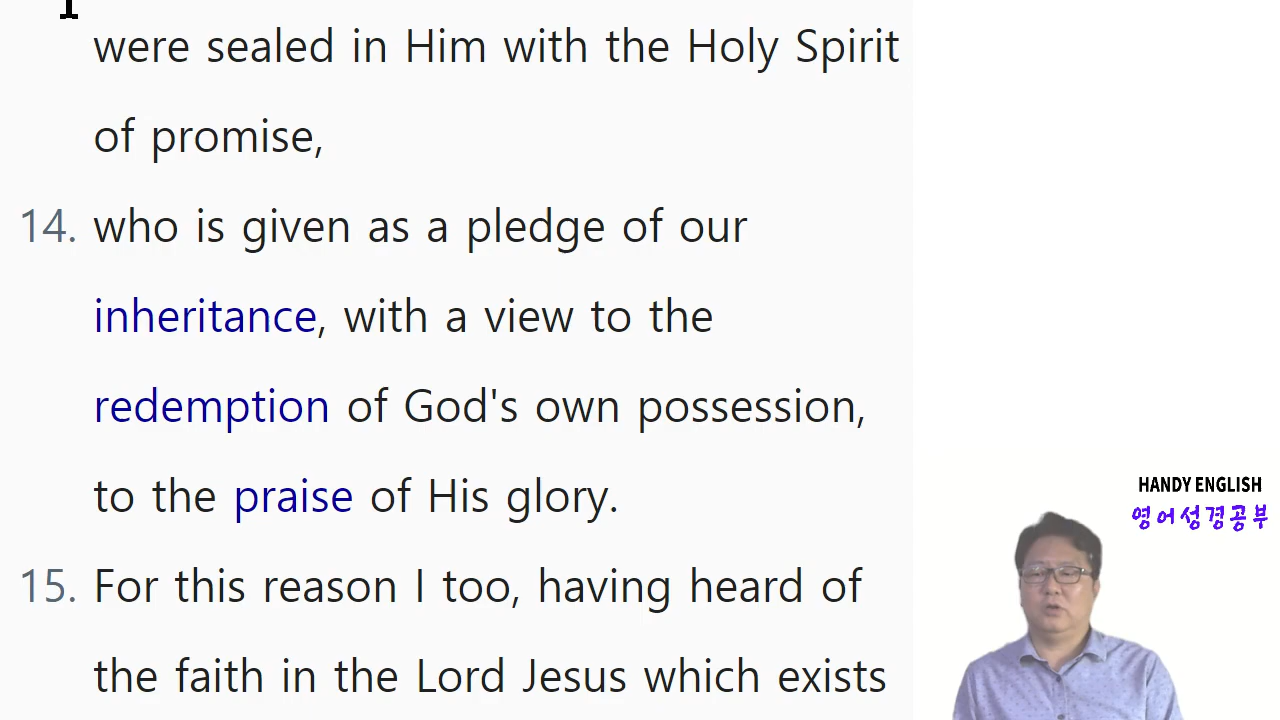 were sealed in Him with the Holy Spirit
of promise,
14. who is given as a pledge of our
inheritance, with a view to the
redemption of God's own possession,
to the praise of His glory.
15. For this reason I too, having heard of
the faith in the Lord Jesus which exists
HANDY ENGLISH
영어성경공부